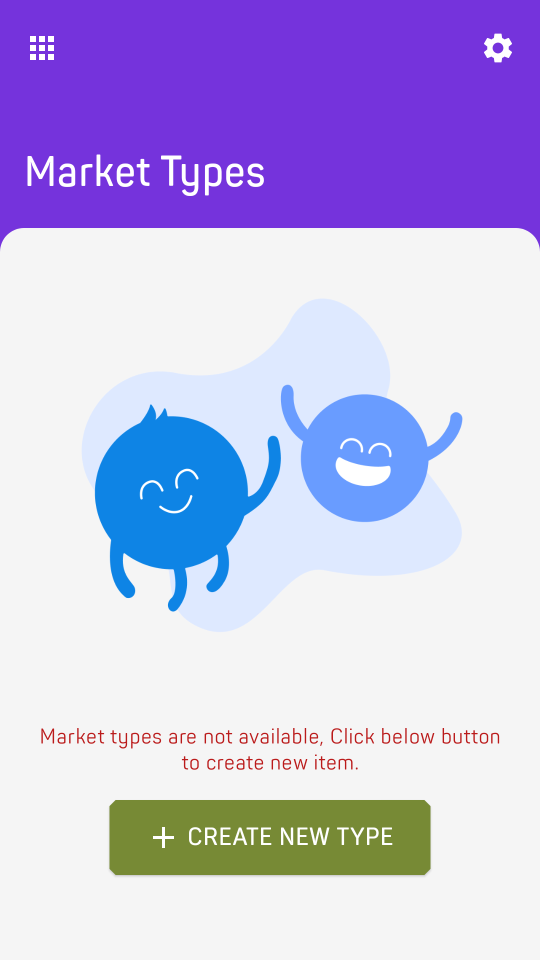 Market Types
Market types are not available, Click below button
to create new item.
CREATE NEW TYPE